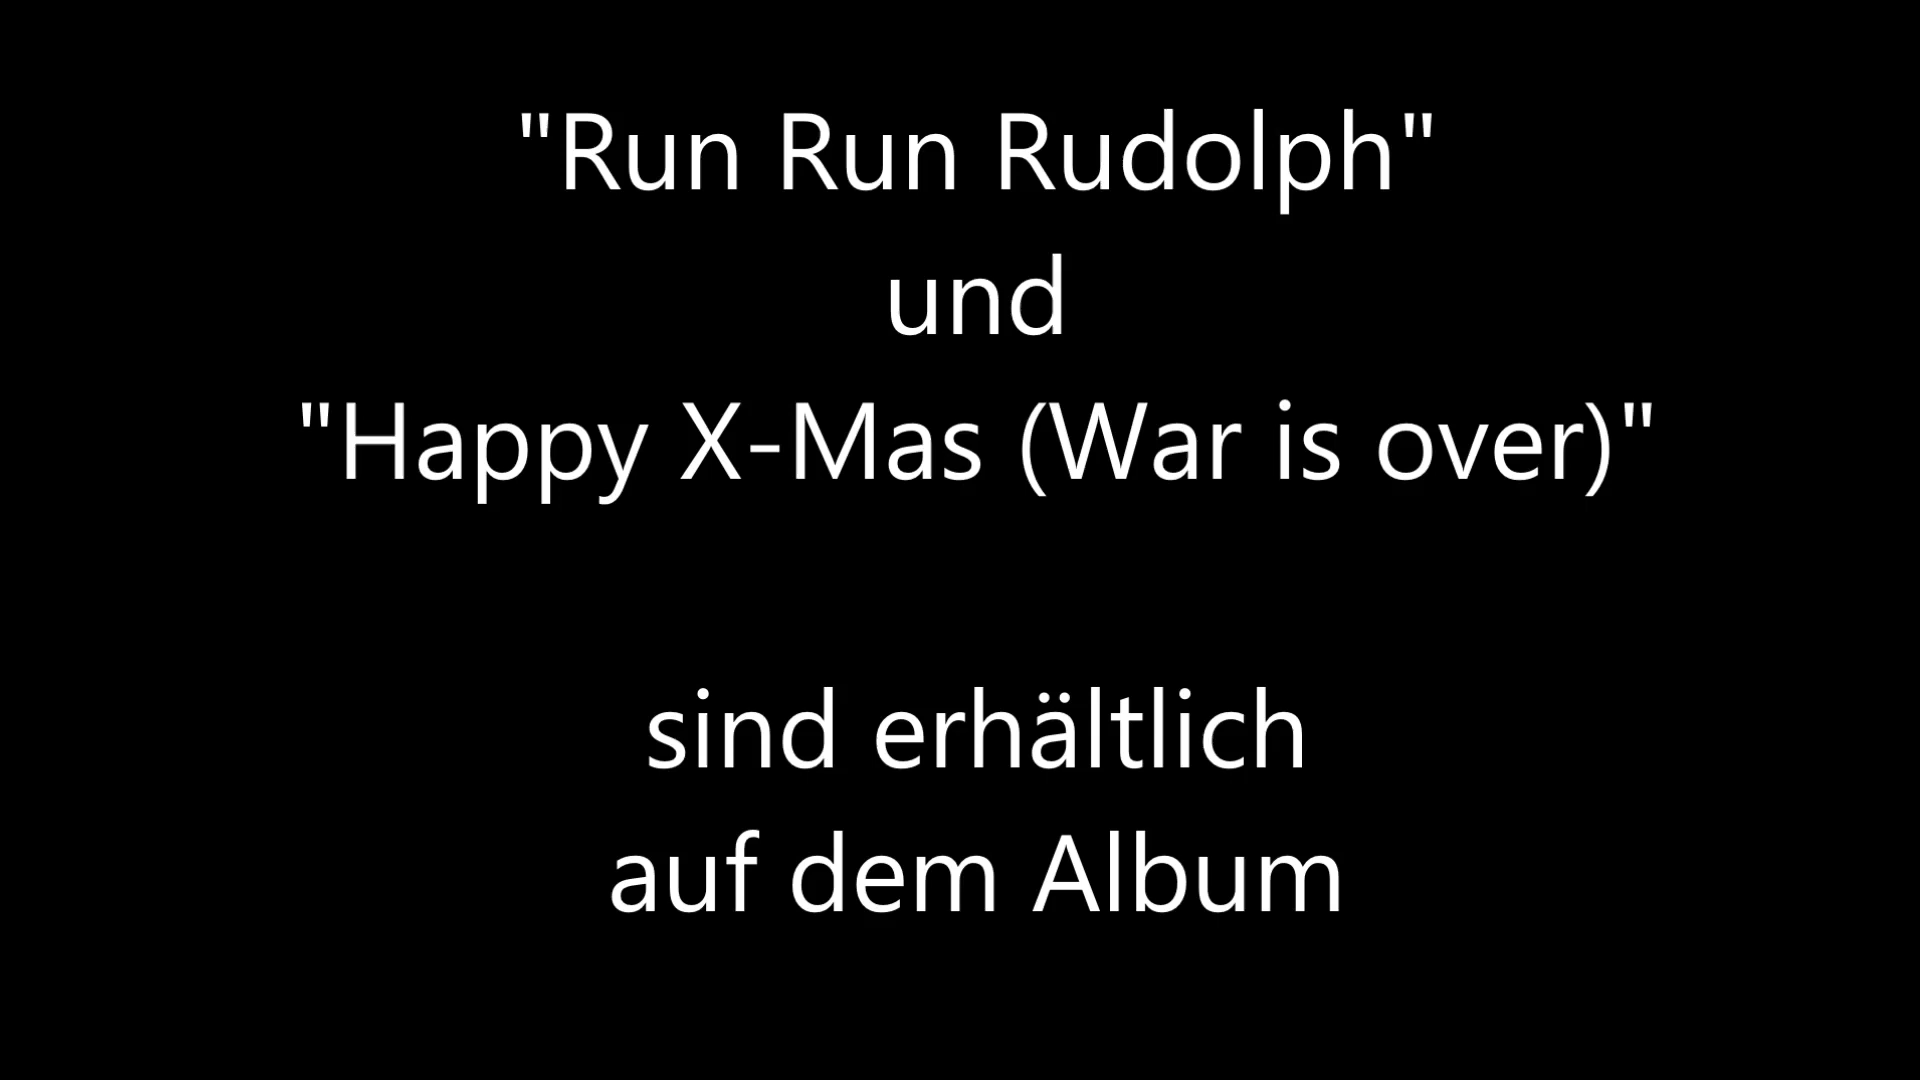 "Run Run Rudolph"
und
"Happy X-Mas (War is over)"
sind erhältlich
auf dem Album